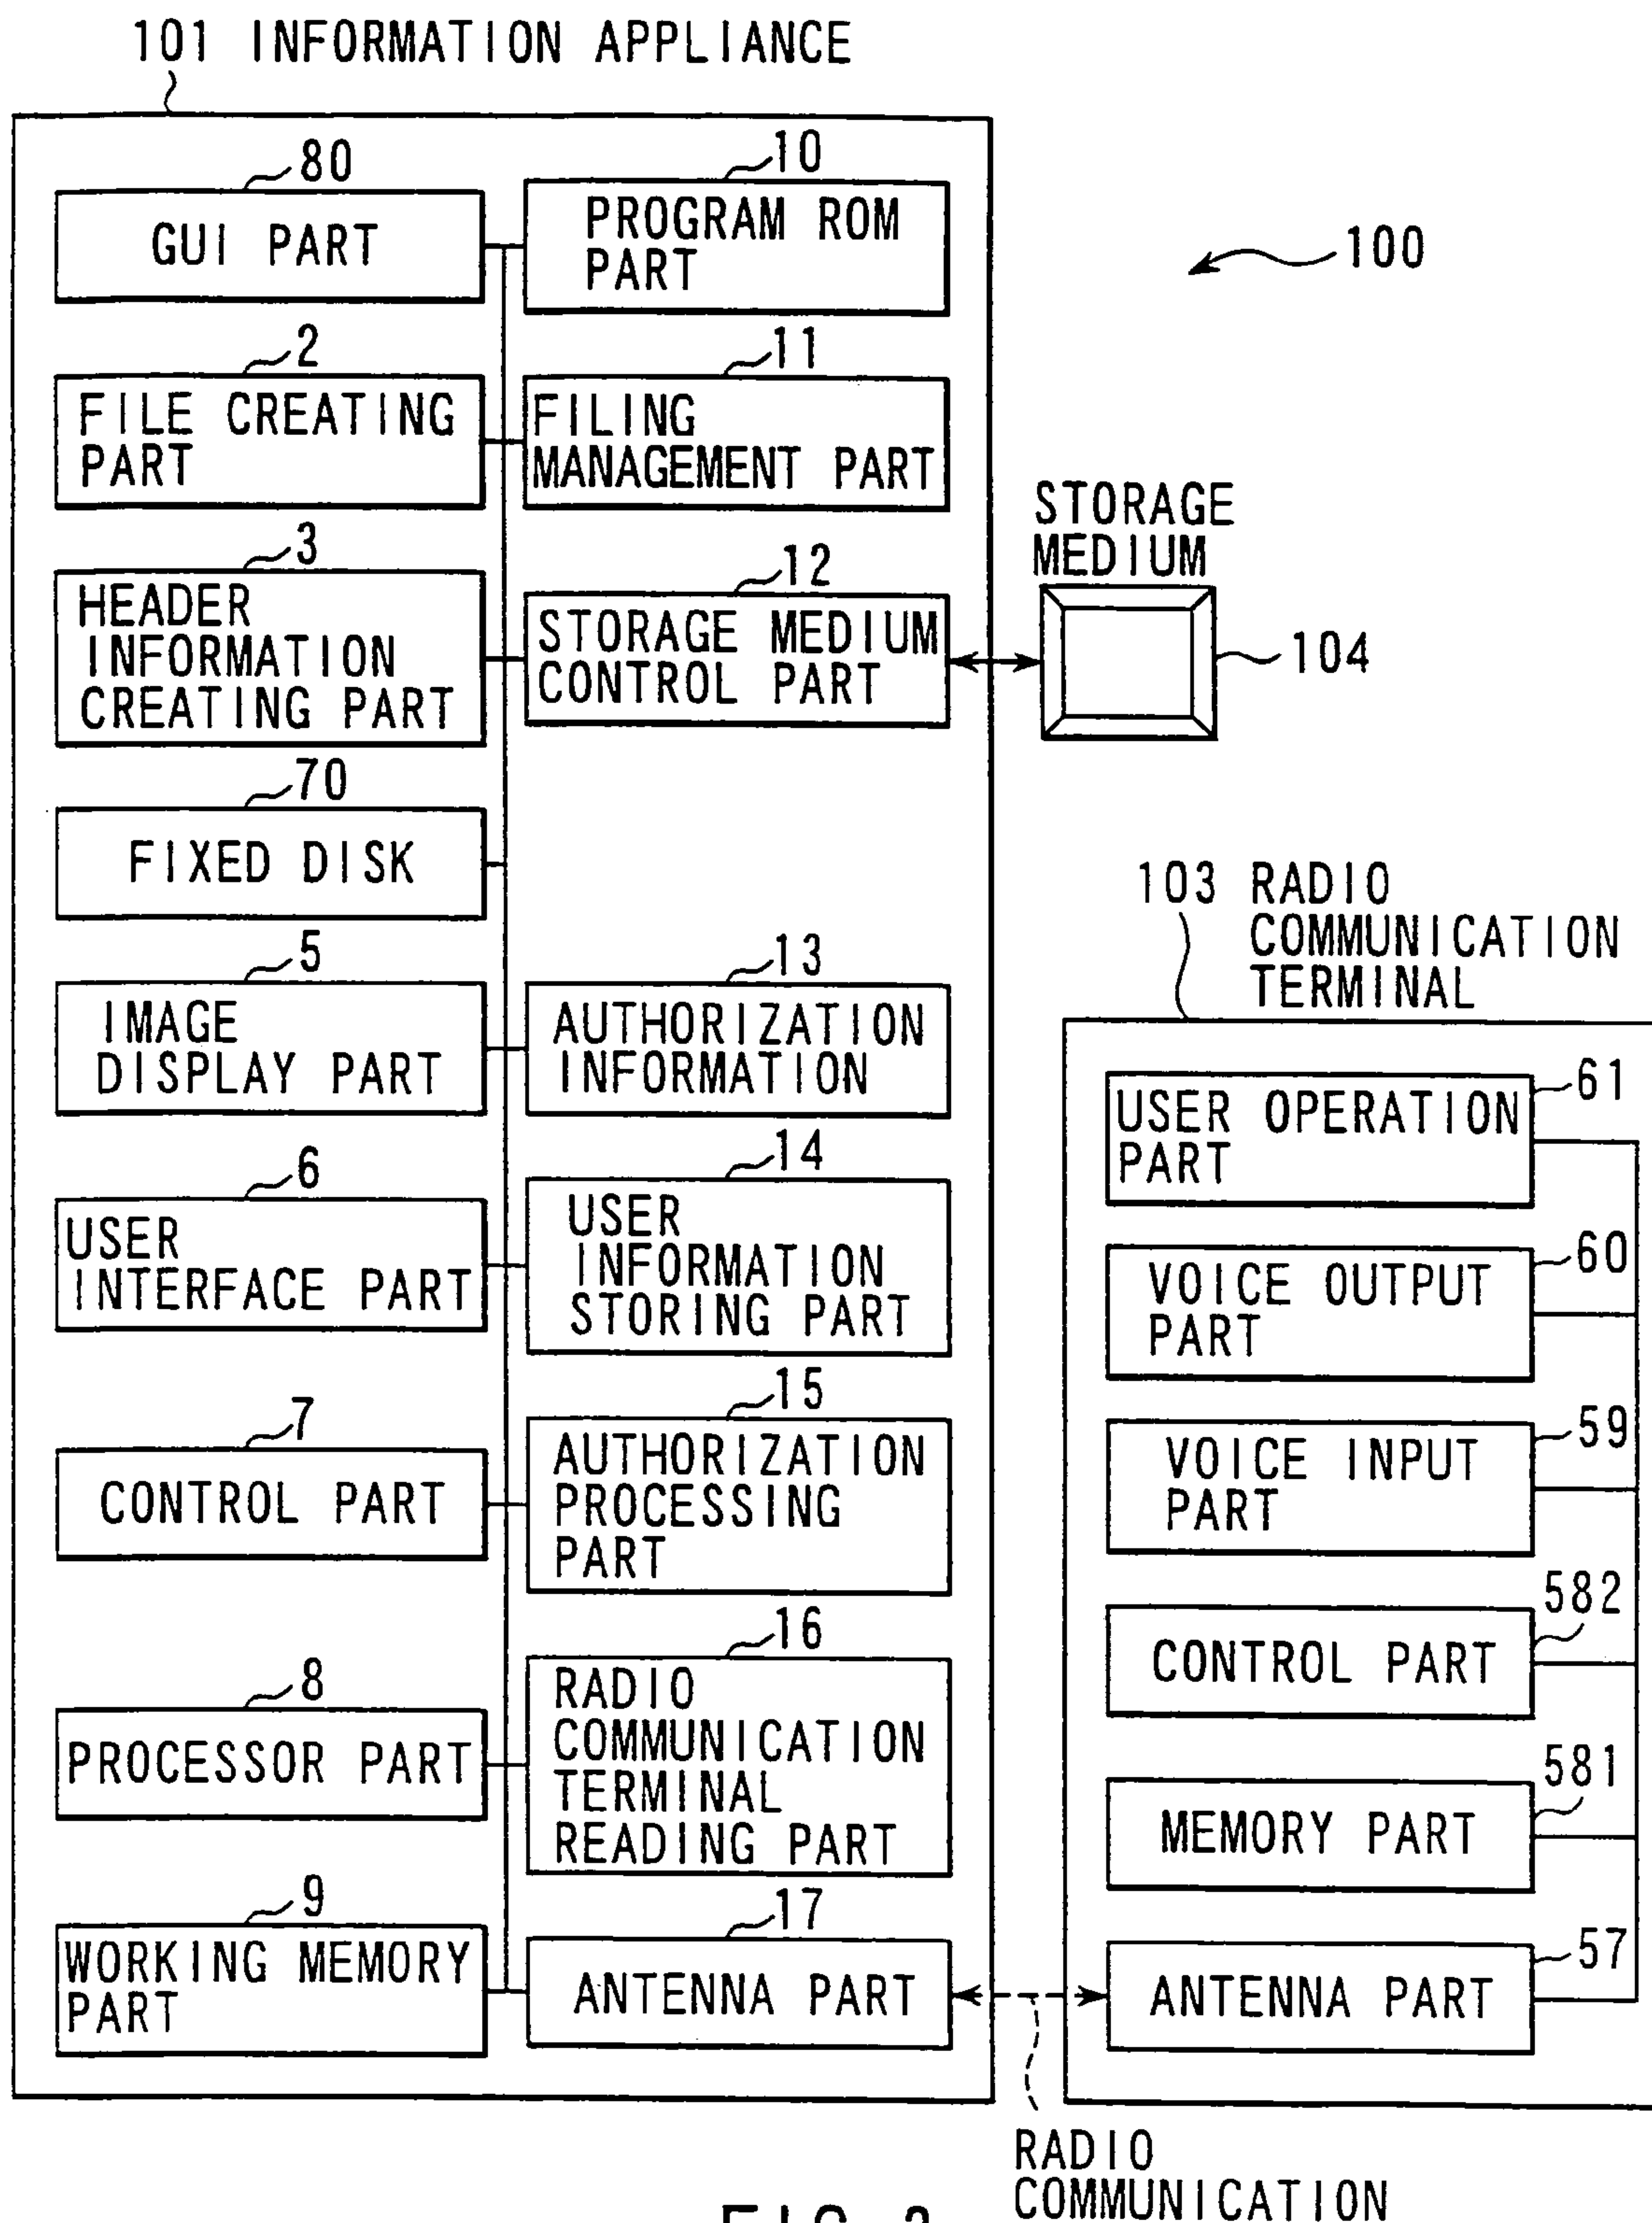 101 INFORMATION APPLIANCE
80
GUI PART
10
PROGRAM ROM
PART
100
2
FILE CREATING
PART
11
FILING
MANAGEMENT PART
3
HEADER
INFORMATION
CREATING PART
12
STORAGE MEDIUM
CONTROL PART
STORAGE
MEDIUM
104
70
FIXED DISK
5
IMAGE
DISPLAY PART
13
AUTHORIZATION
INFORMATION
6
USER
INTERFACE PART
14
USER
INFORMATION
STORING PART
7
CONTROL PART
15
AUTHORIZATION
PROCESSING
PART
8
PROCESSOR PART
16
RADIO
COMMUNICATION
TERMINAL
READING PART
9
WORKING MEMORY
PART
17
ANTENNA PART
103 RADIO
COMMUNICATION
TERMINAL
61
USER OPERATION
PART
60
VOICE OUTPUT
PART
59
VOICE INPUT
PART
582
CONTROL PART
581
MEMORY PART
57
ANTENNA PART
RADIO
COMMUNICATION